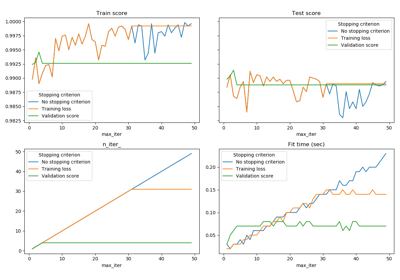 Train score
Test score
1.0000
0.9975
0.9950
0.9925
0.9900
0.9875
0.9850
0.9825
Stopping criterion
No stopping criterion
Training loss
Validation score
Stopping criterion
No stopping criterion
Training loss
Validation score
0 10 20 30 40 50
max_iter
0 10 20 30 40 50
max_iter
n_iter_
Fit time (sec)
50
40
30
20
10
0
Stopping criterion
No stopping criterion
Training loss
Validation score
0.20
0.15
0.10
0.05
Stopping criterion
No stopping criterion
Training loss
Validation score
0 10 20 30 40 50
max_iter
0 10 20 30 40 50
max_iter